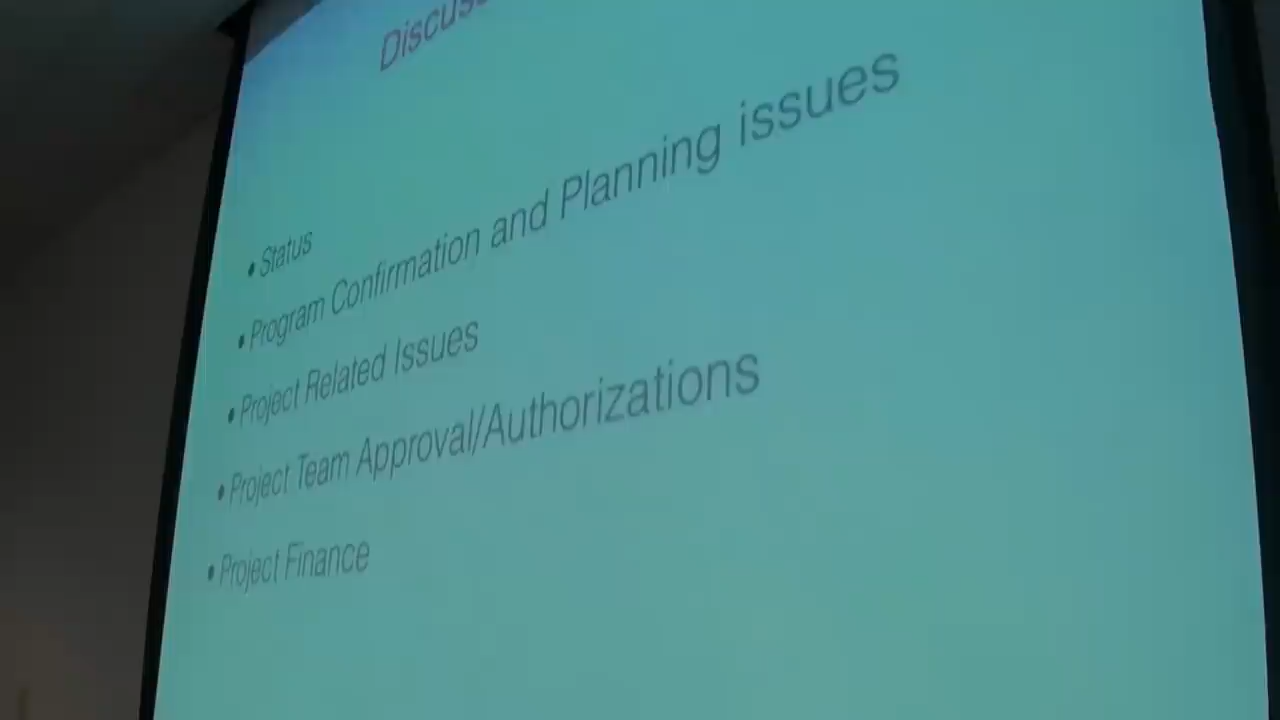 • Status
• Program Confirmation and Planning issues
• Project Related Issues
• Project Team Approval/Authorizations
• Project Finance